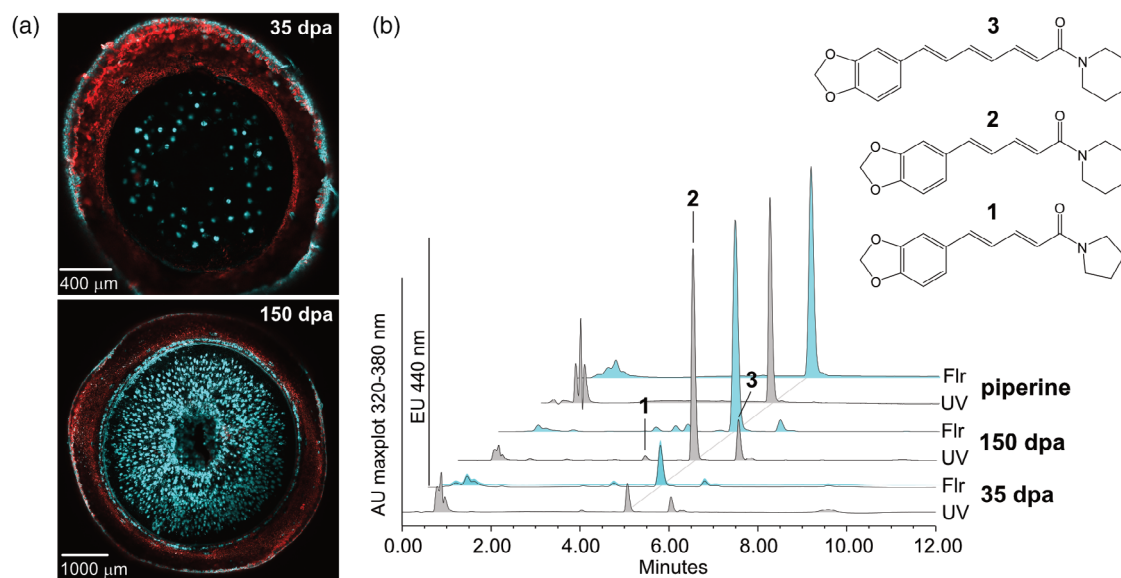 (a)
35 dpa
400 µm
150 dpa
1000 µm
(b)
3
O
N
O
O
2
O
N
O
O
1
O
N
O
O
2
3
1
AU maxplot 320-380 nm
EU 440 nm
Flr
UV
piperine
Flr
UV
150 dpa
Flr
UV
35 dpa
0.00 2.00 4.00 6.00 8.00 10.00 12.00
Minutes